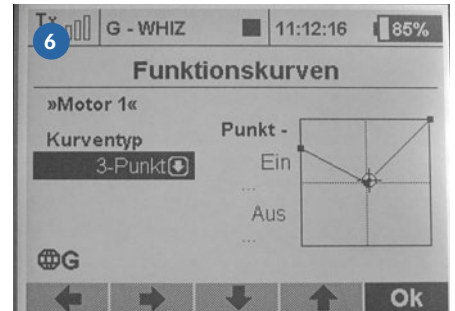 Tx
6
G - WHIZ
11:12:16
85%
Funktionskurven
»Motor 1«
Kurventyp
3-Punkt
Punkt -
Ein
...
Aus
...
G
Ok